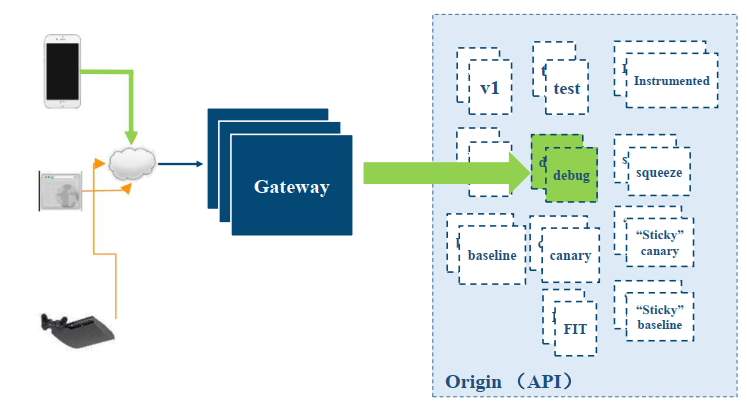 v1
test
Instrumented
Gateway
debug
squeeze
baseline
canary
“Sticky”
canary
FIT
“Sticky”
baseline
Origin （API）